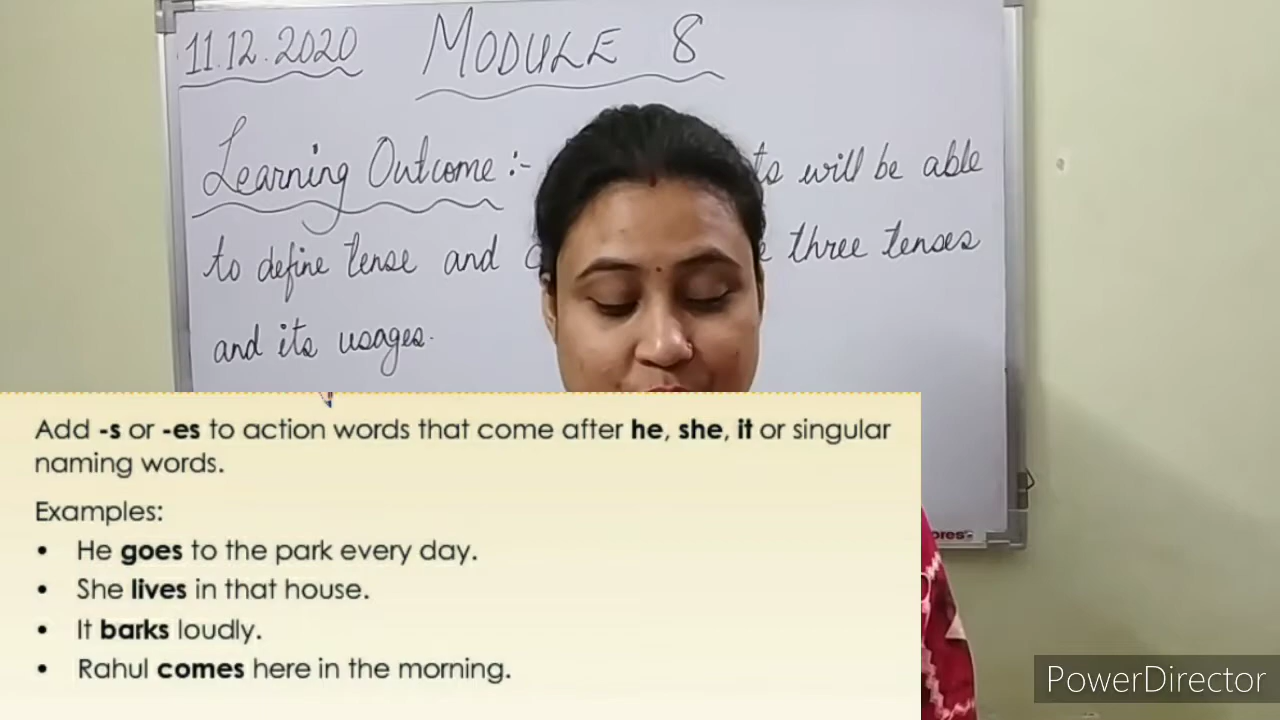 11.12.2020 MODULE 8
Learning Outcome :- ts will be able
to define tense and three tenses
and its usages.
Add -s or -es to action words that come after he, she, it or singular
naming words.
Examples:
• He goes to the park every day.
• She lives in that house.
• It barks loudly.
• Rahul comes here in the morning.
PowerDirector